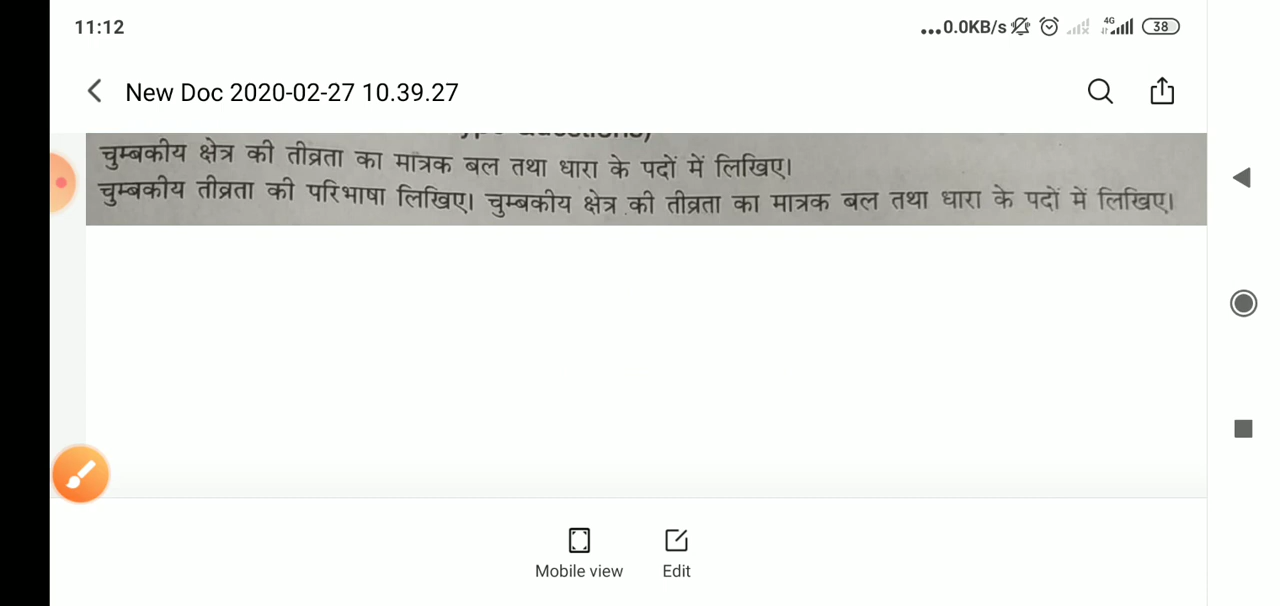 11:12
...0.0KB/s 4G 38
New Doc 2020-02-27 10.39.27
चुम्बकीय क्षेत्र की तीव्रता का मात्रक बल तथा धारा के पदों में लिखिए।
चुम्बकीय तीव्रता की परिभाषा लिखिए। चुम्बकीय क्षेत्र की तीव्रता का मात्रक बल तथा धारा के पदों में लिखिए।
Mobile view Edit